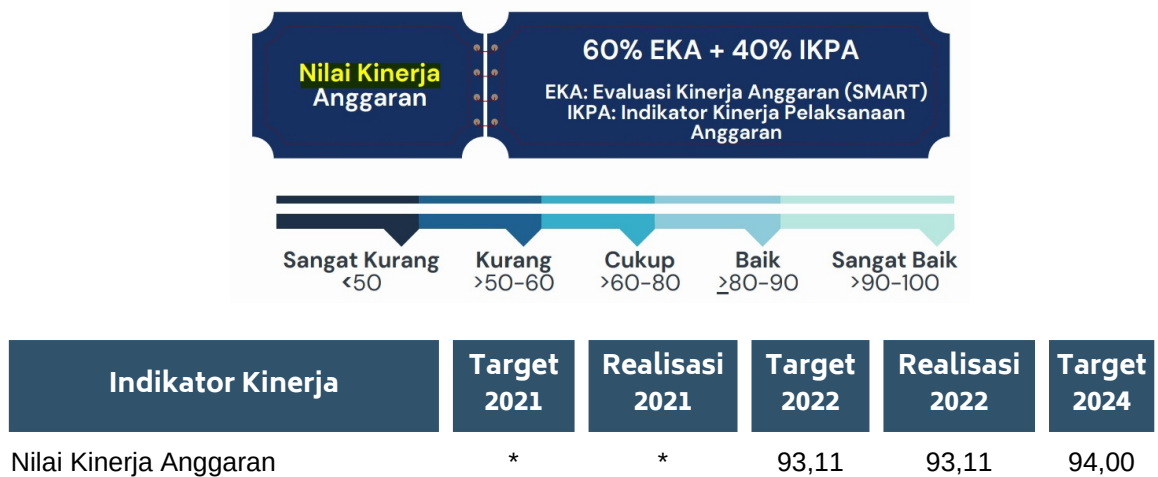 Nilai Kinerja
Anggaran
60% EKA + 40% IKPA
EKA: Evaluasi Kinerja Anggaran (SMART)
IKPA: Indikator Kinerja Pelaksanaan
Anggaran
Sangat Kurang Kurang Cukup Baik Sangat Baik
<50 >50-60 >60-80 ≥80-90 >90-100
Indikator Kinerja Target 2021 Realisasi 2021 Target 2022 Realisasi 2022 Target 2024
Nilai Kinerja Anggaran * * 93,11 93,11 94,00